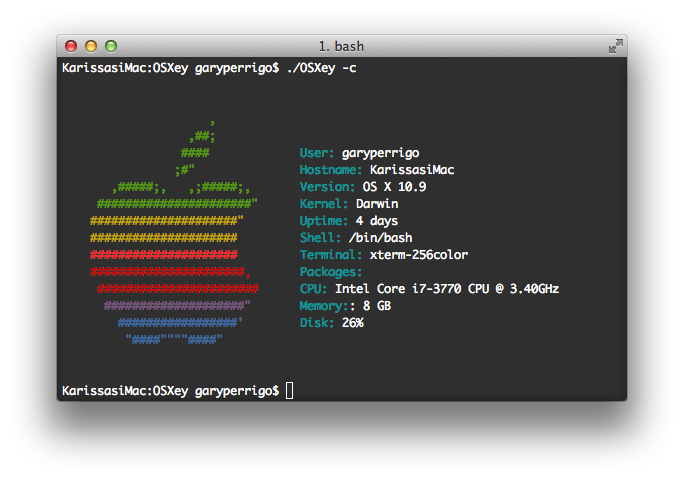 1. bash
KarissasiMac:OSXey garyperrigo$ ./OSXey -c
,
,##;
####
;#"
,#####;, ,;#####;,
######################"
#####################"
#####################
#####################
######################,
#######################
####################"
#################'
"####""""####"
User: garyperrigo
Hostname: KarissasiMac
Version: OS X 10.9
Kernel: Darwin
Uptime: 4 days
Shell: /bin/bash
Terminal: xterm-256color
Packages:
CPU: Intel Core i7-3770 CPU @ 3.40GHz
Memory:: 8 GB
Disk: 26%
KarissasiMac:OSXey garyperrigo$